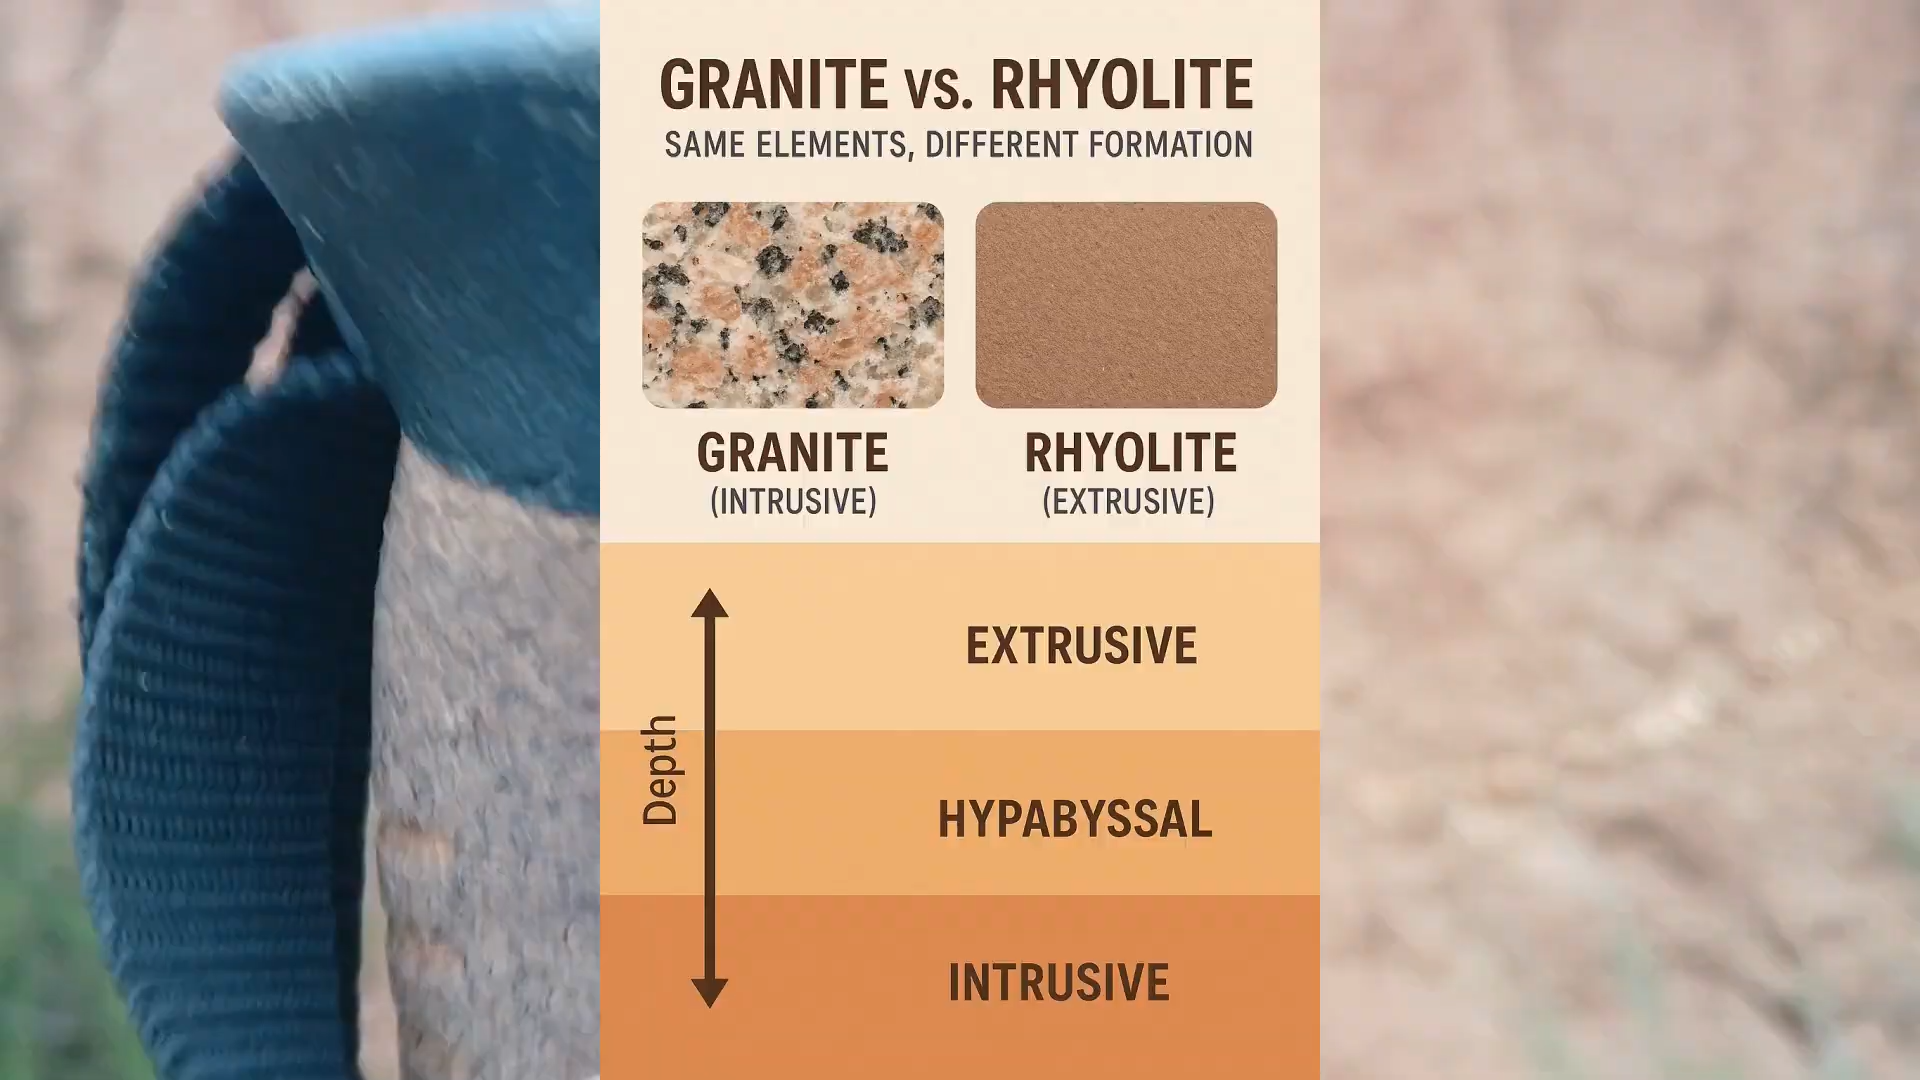 GRANITE VS. RHYOLITE
SAME ELEMENTS, DIFFERENT FORMATION
GRANITE
(INTRUSIVE)
RHYOLITE
(EXTRUSIVE)
Depth
EXTRUSIVE
HYPABYSSAL
INTRUSIVE